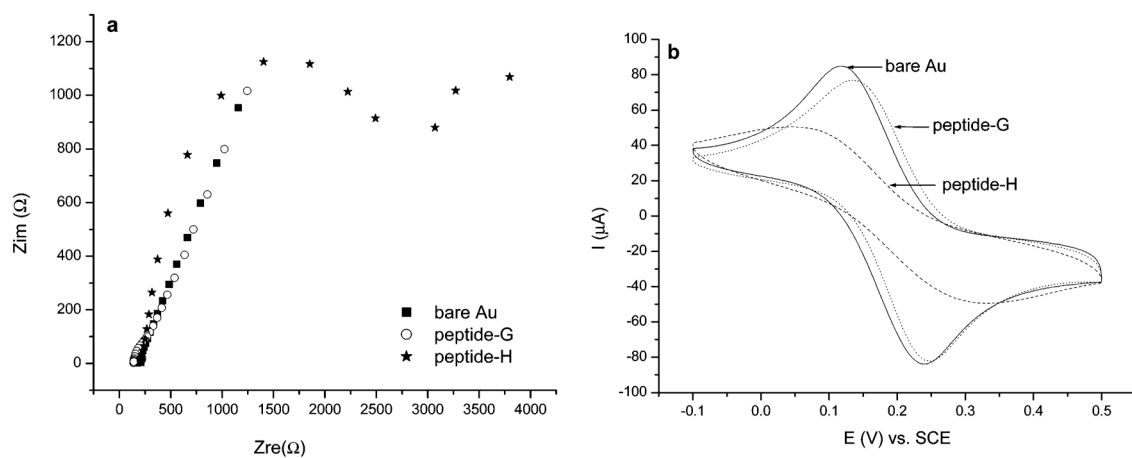 a
1200
1000
800
600
400
200
0
Zim (Ω)
bare Au
peptide-G
peptide-H
0 500 1000 1500 2000 2500 3000 3500 4000
Zre(Ω)
b
100
80
60
40
20
0
-20
-40
-60
-80
-100
I (µA)
bare Au
peptide-G
peptide-H
-0.1 0.0 0.1 0.2 0.3 0.4 0.5
E (V) vs. SCE